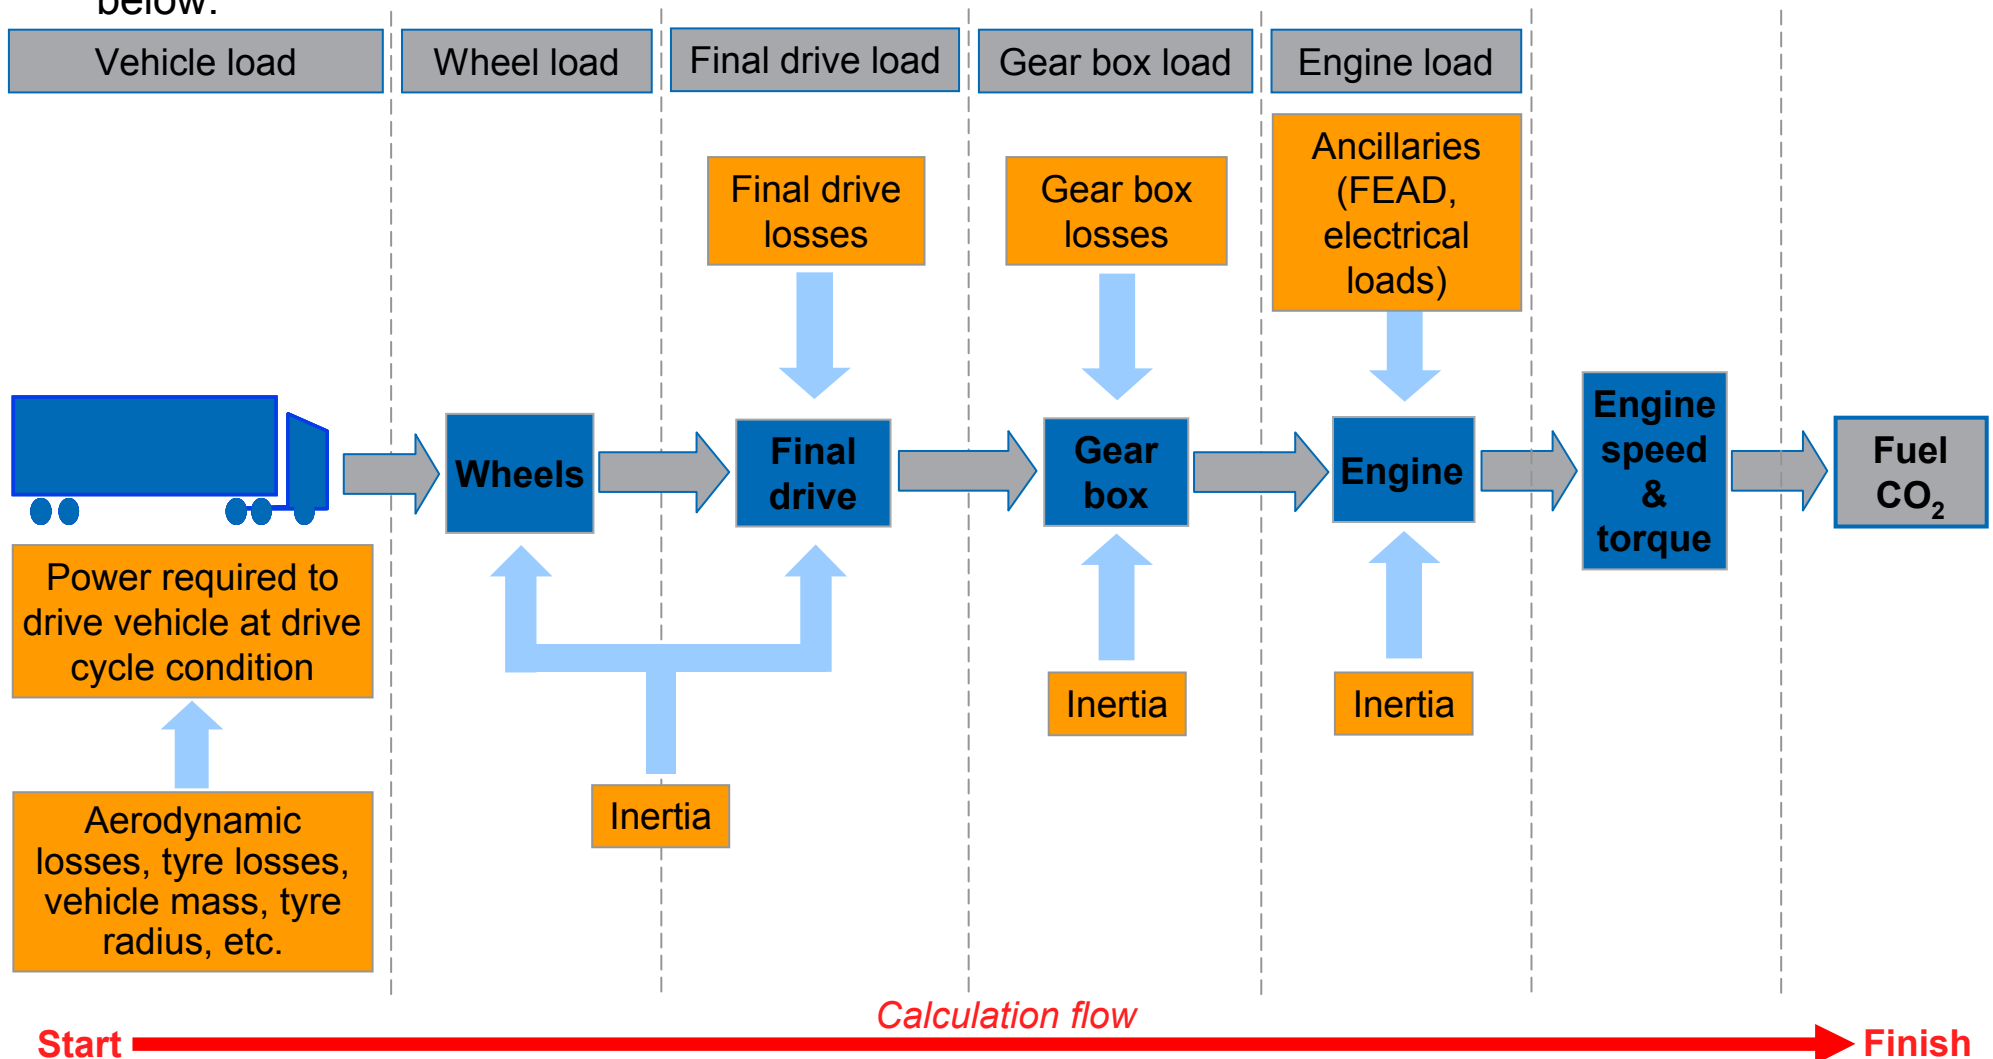 below:
Vehicle load
Wheel load
Final drive load
Gear box load
Engine load
Final drive
losses
Gear box
losses
Ancillaries
(FEAD,
electrical
loads)
Wheels
Final
drive
Gear
box
Engine
Engine
speed
&
torque
Fuel
CO₂
Power required to
drive vehicle at drive
cycle condition
Inertia
Inertia
Inertia
Aerodynamic
losses, tyre losses,
vehicle mass, tyre
radius, etc.
Calculation flow
Start
Finish